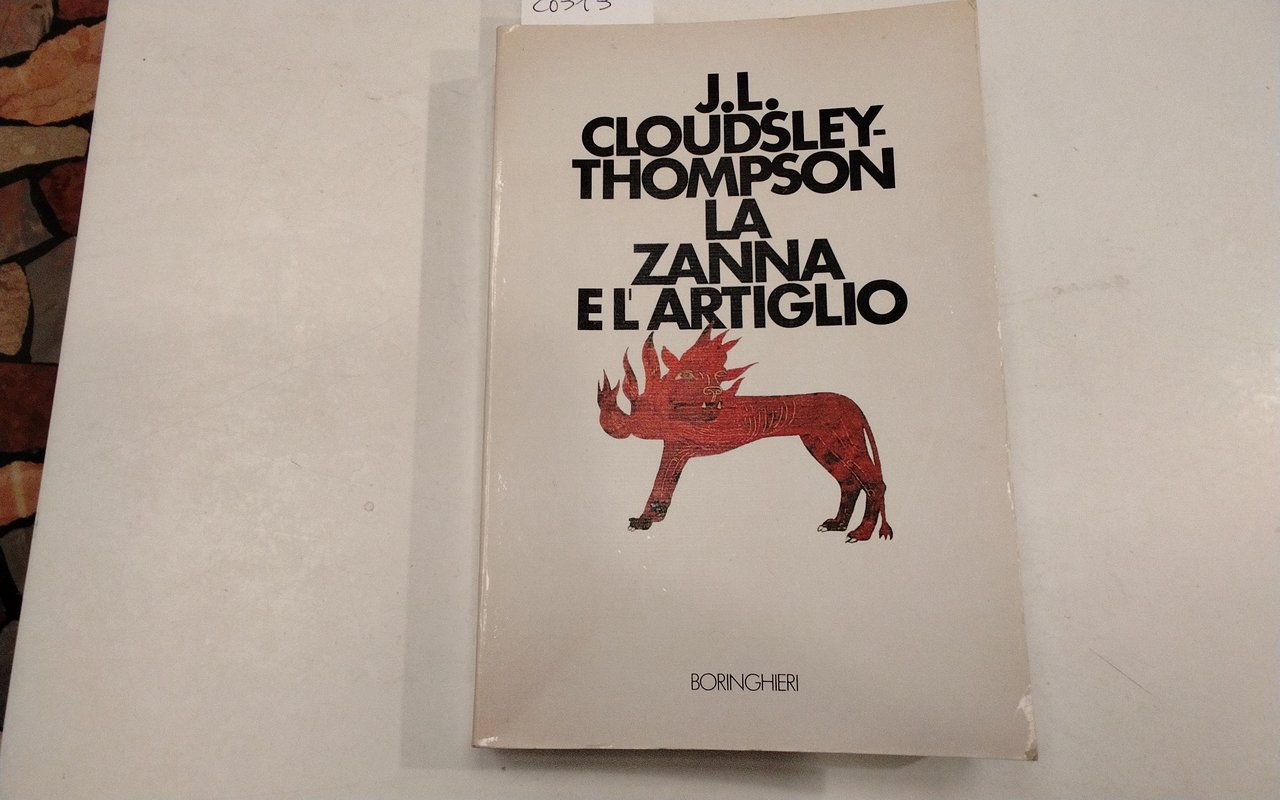 J.L.
CLOUDSLEY-
THOMPSON
LA
ZANNA
E L'ARTIGLIO
BORINGHIERI